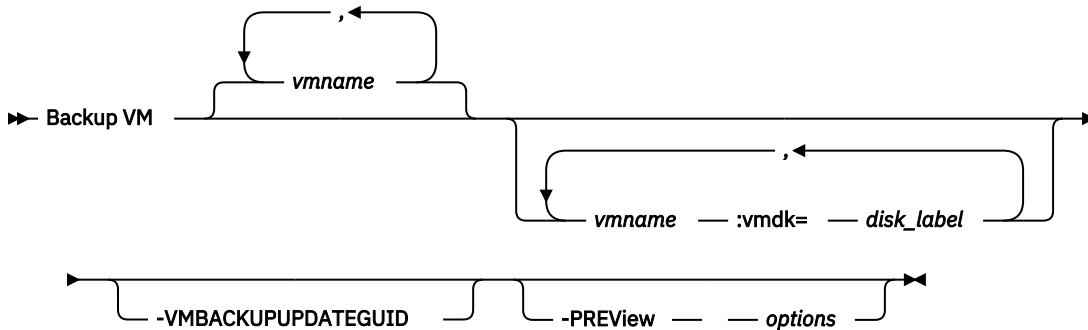 ,
vmname
Backup VM
,
vmname :vmdk= disk_label
-VMBACKUPUPDATEGUID -PREView options